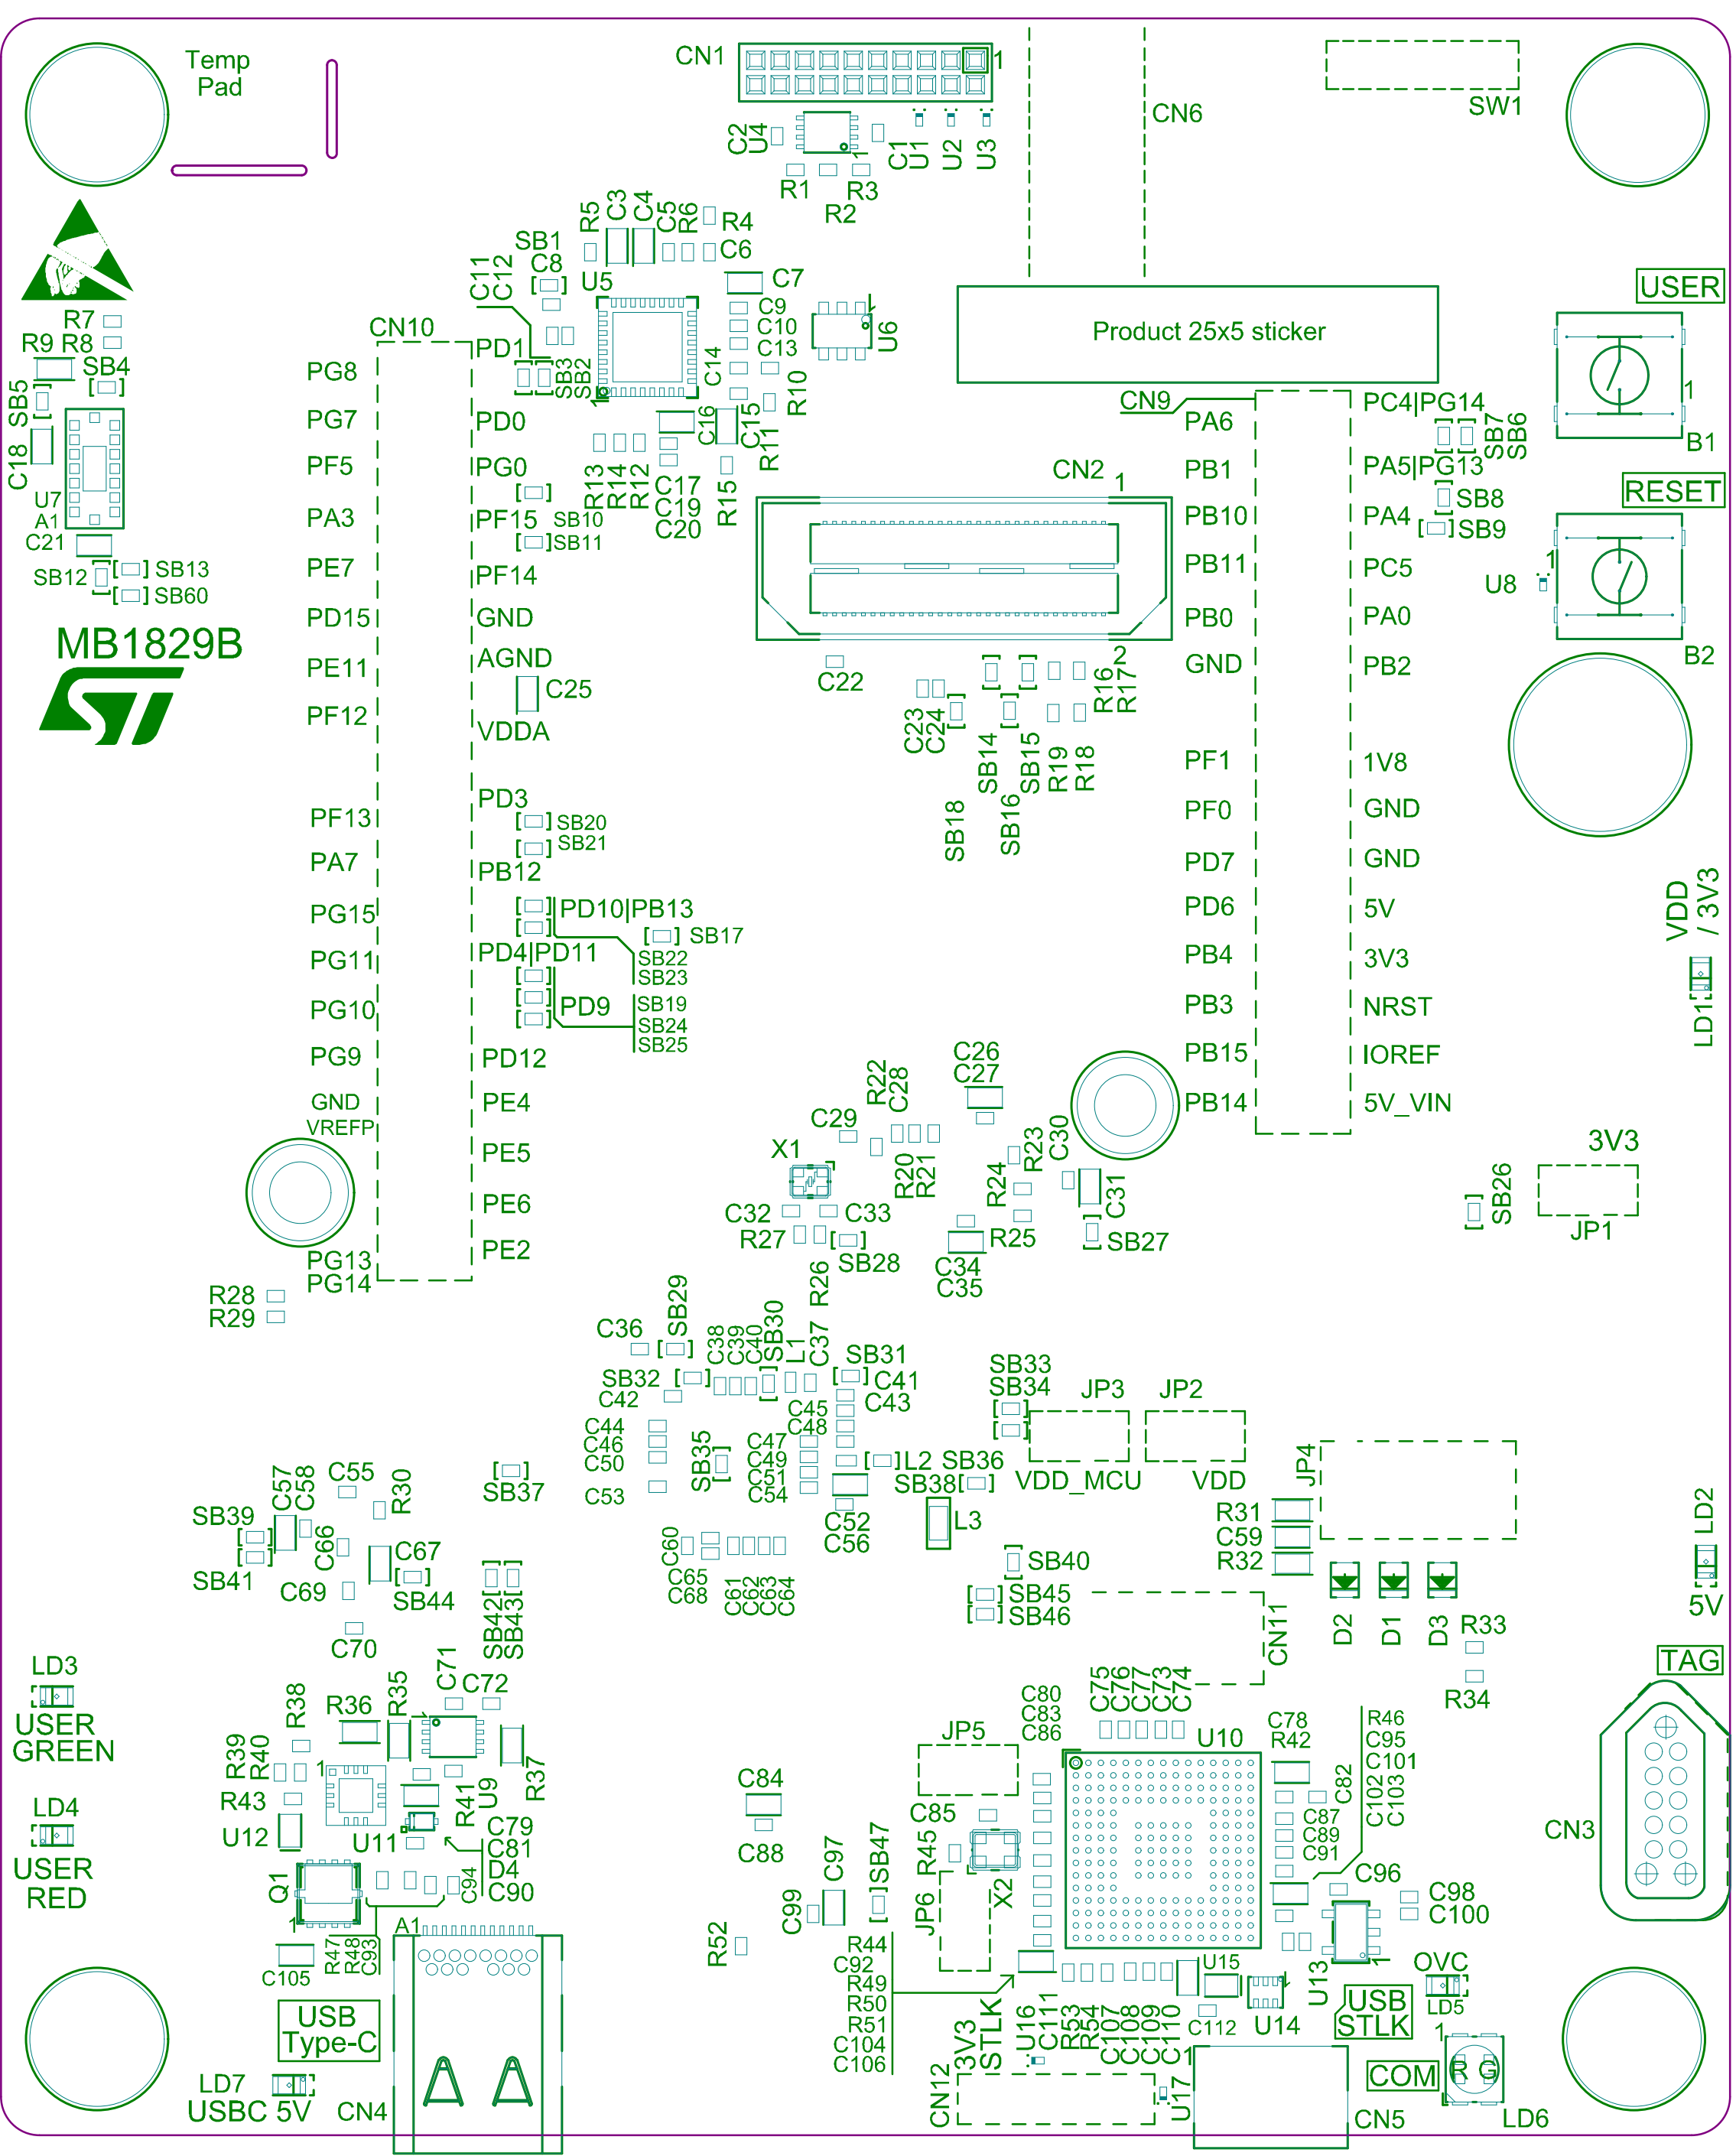 Temp
Pad
CN1
1
CN6
SW1
C2
U4
1
C1
U1
U2
U3
R1
R3
R2
R5
C3
C4
C5
R6
R4
C6
SB1
C8
C11
C12
U5
C7
C9
C10
C13
C14
1
U6
USER
Product 25x5 sticker
R7
R9 R8
SB4
SB5
C18
U7
A1
C21
SB12
SB13
SB60
MB1829B
ST
CN10
PD1
PG8
SB3
SB2
1
R10
C16
C15
R11
CN9
PC4|PG14
PA6
SB7
SB6
1
B1
PG7
PD0
PF5
PG0
R13
R14
R12
C17
C19
C20
R15
CN2
1
PB1
PA5|PG13
SB8
RESET
PA3
PF15
SB10
SB11
PB10
PA4
SB9
PE7
PF14
PB11
PC5
1
U8
PD15
GND
PB0
PA0
PE11
AGND
C25
C22
2
GND
PB2
B2
PF12
VDDA
C23
C24
SB14
SB15
R16
R17
R19
R18
SB18
SB16
PF1
1V8
PD3
PF13
SB20
SB21
PF0
GND
PA7
PB12
PD7
GND
PG15
PD10|PB13
SB17
PD6
5V
VDD
/ 3V3
PG11
PD4|PD11
SB22
SB23
PB4
3V3
PG10
PD9
SB19
SB24
SB25
PB3
NRST
LD1
PG9
PD12
PB15
IOREF
GND
PE4
PB14
5V_VIN
VREFP
PE5
PE6
PE2
PG13
PG14
R28
R29
C26
C27
R22
C28
C29
X1
R20
R21
R23
C30
R24
C31
C32
C33
R27
SB28
R26
R25
SB27
C34
C35
3V3
SB26
JP1
C36
SB29
C38
C39
C40
SB30
L1
C37
SB31
C41
C43
SB32
C42
C44
C46
C50
C53
SB35
C45
C48
C47
C49
C51
C54
L2
SB36
SB38
C52
C56
L3
SB33
SB34
JP3
JP2
VDD_MCU
VDD
JP4
R31
C59
R32
LD2
5V
C57
C58
C55
R30
SB37
SB39
C66
C67
SB41
C69
SB44
SB42
SB43
C70
C60
C65
C68
C61
C62
C63
C64
SB40
SB45
SB46
CN11
D2
D1
D3
R33
R34
TAG
LD3
USER
GREEN
C71
C72
R38
R36
R35
R39
R40
1
R43
U12
U11
R41
U9
R37
C79
C81
D4
C90
C94
LD4
USER
RED
Q1
1
A1
R47
R48
C93
C105
USB
Type-C
LD7
USBC 5V
CN4
C84
C88
C97
SB47
C99
R52
C80
C83
C86
C75
C76
C77
C73
C74
U10
JP5
C85
R45
X2
JP6
R44
C92
R49
R50
R51
C104
C106
C78
R42
R46
C95
C101
C102
C103
C82
C87
C89
C91
C96
C98
C100
CN3
3V3
STLK
U16
C111
R53
R54
C107
C108
C109
C110
U15
C112
U14
U13
1
USB
STLK
OVC
LD5
1
R G
COM
LD6
CN12
U17
1
CN5